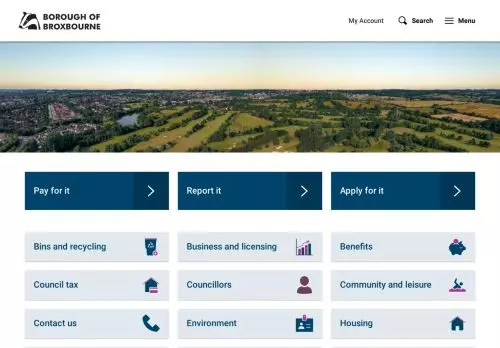 BOROUGH OF
BROXBOURNE
My Account
Search
Menu
Pay for it
Report it
Apply for it
Bins and recycling
Business and licensing
Benefits
Council tax
Councillors
Community and leisure
Contact us
Environment
Housing